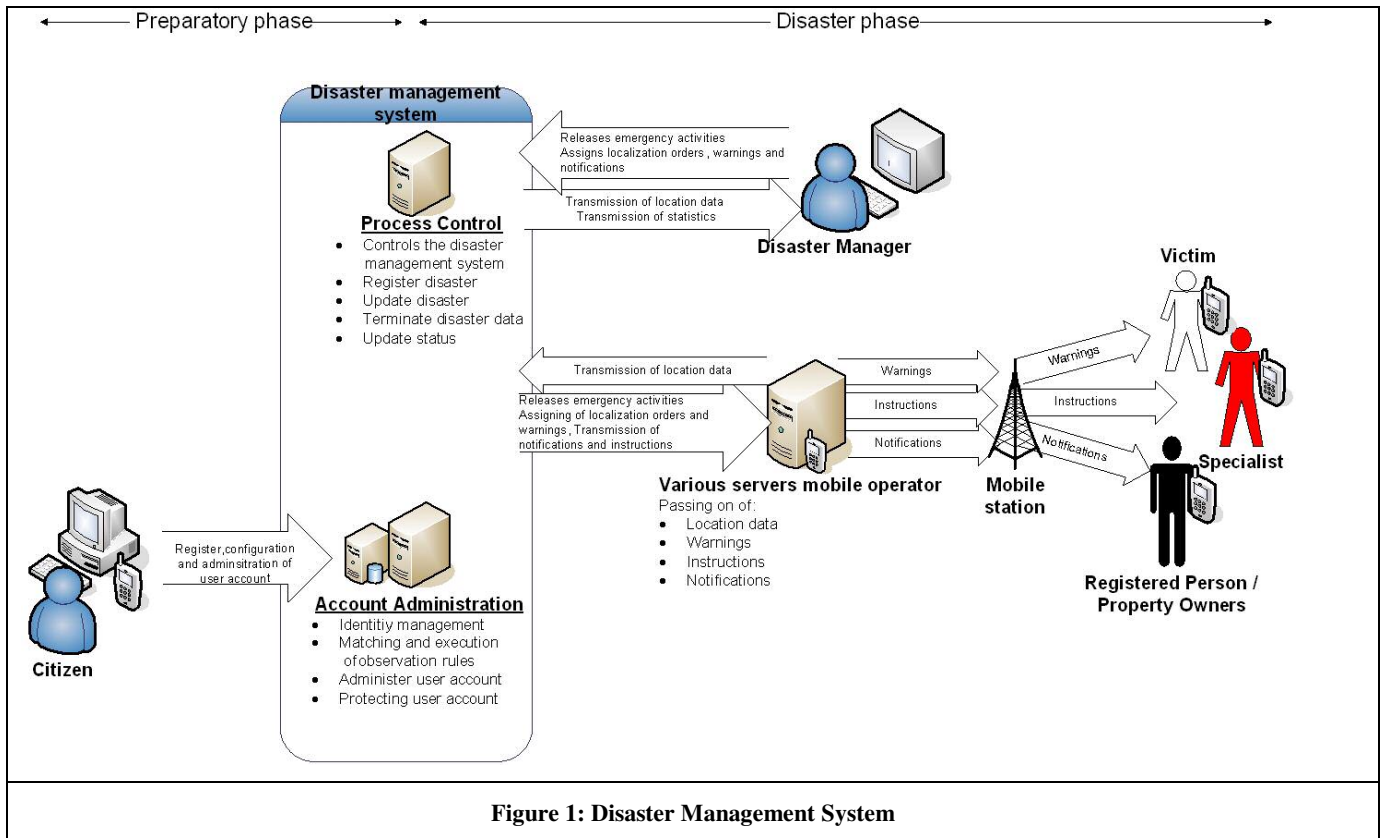 Preparatory phase
Disaster phase
Disaster management
system
Releases emergency activities
Assigns localization orders , warnings and
notifications
Transmission of location data
Transmission of statistics
Process Control
• Controls the disaster
management system
• Register disaster
• Update disaster
• Terminate disaster data
• Update status
Disaster Manager
Victim
Transmission of location data
Releases emergency activities
Assigning of localization orders and
warnings , Transmission of
notifications and instructions
Warnings
Instructions
Notifications
Warnings
Instructions
Notifications
Specialist
Various servers mobile operator
Passing on of:
• Location data
• Warnings
• Instructions
• Notifications
Mobile
station
Registered Person /
Property Owners
Register,configuration
and adminsitration of
user account
Citizen
Account Administration
• Identitiy management
• Matching and execution
of observation rules
• Administer user account
• Protecting user account
Figure 1: Disaster Management System